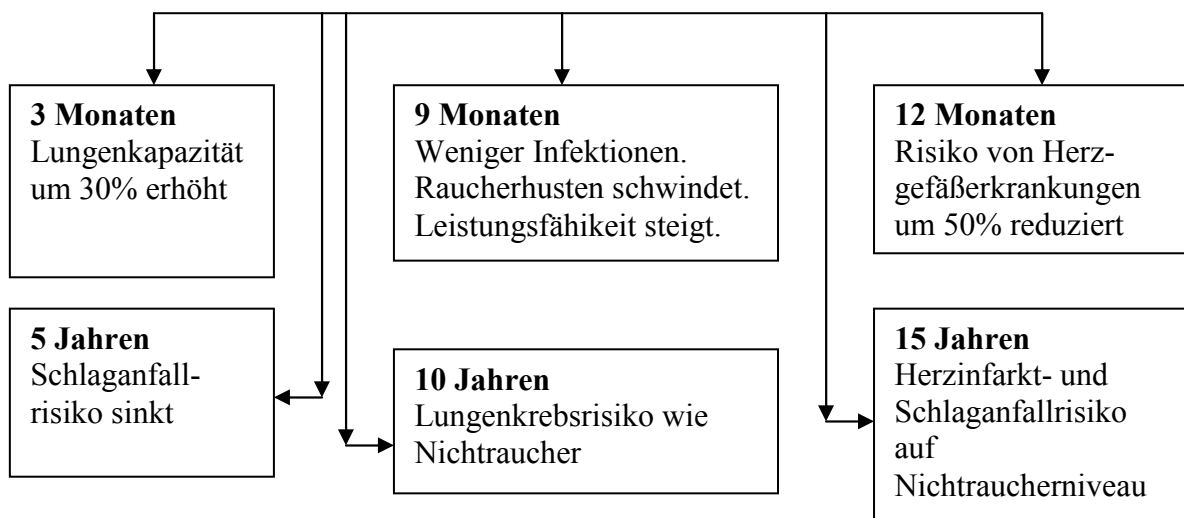 3 Monaten
Lungenkapazität
um 30% erhöht
9 Monaten
Weniger Infektionen.
Raucherhusten schwindet.
Leistungsfähikeit steigt.
12 Monaten
Risiko von Herz-
gefäßerkrankungen
um 50% reduziert
5 Jahren
Schlaganfall-
risiko sinkt
10 Jahren
Lungenkrebsrisiko wie
Nichtraucher
15 Jahren
Herzinfarkt- und
Schlaganfallrisiko
auf
Nichtraucherniveau